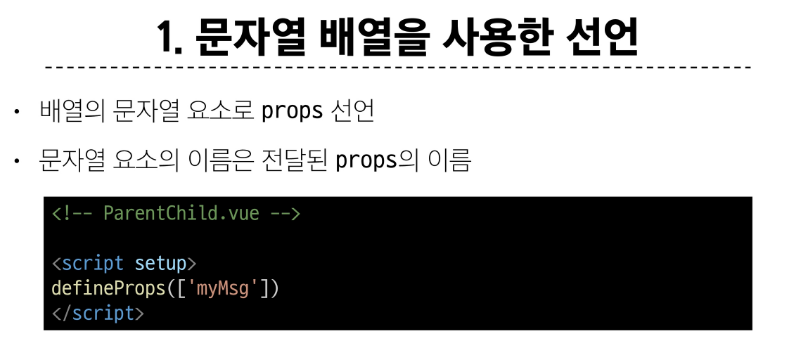 1. 문자열 배열을 사용한 선언
• 배열의 문자열 요소로 props 선언
• 문자열 요소의 이름은 전달된 props의 이름
<!-- ParentChild.vue -->
<script setup>
defineProps(['myMsg'])
</script>